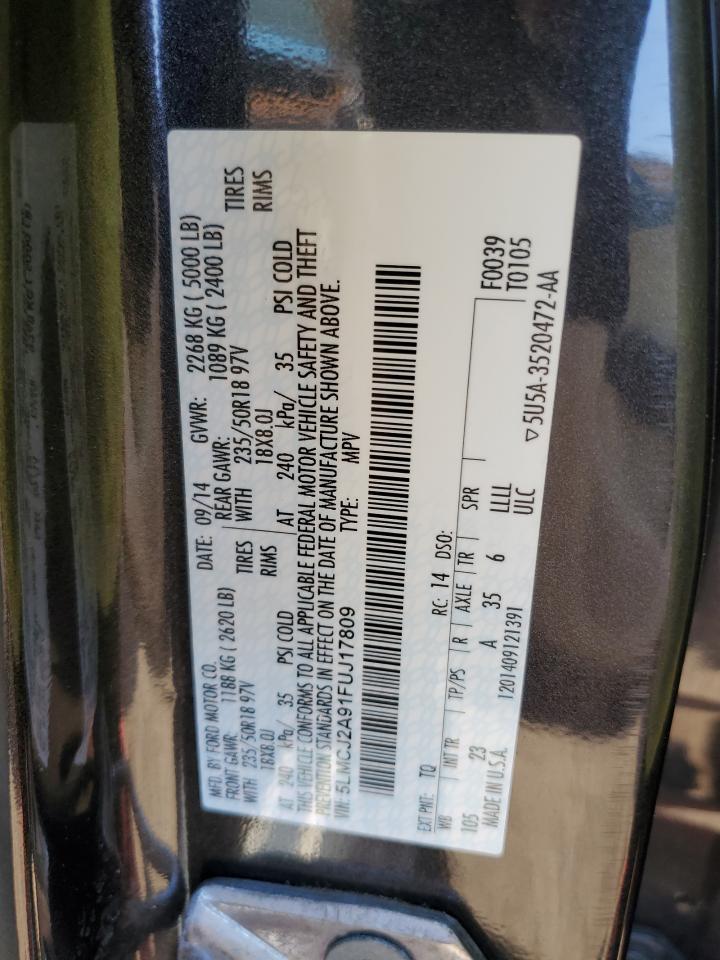 MFD. BY FORD MOTOR CO.
DATE: 09/14 GVWR: 2268 KG ( 5000 LB)
FRONT GAWR: 1188 KG ( 2620 LB) REAR GAWR: 1089 KG ( 2400 LB)
WITH 235/50R18 97V TIRES WITH 235/50R18 97V TIRES
18X8.0J RIMS 18X8.0J RIMS
AT 240 kPa/ 35 PSI COLD AT 240 kPa/ 35 PSI COLD
THIS VEHICLE CONFORMS TO ALL APPLICABLE FEDERAL MOTOR VEHICLE SAFETY AND THEFT
PREVENTION STANDARDS IN EFFECT ON THE DATE OF MANUFACTURE SHOWN ABOVE.
VIN: 5LMCJ2A91FUJ17809
TYPE: MPV
EXT PNT: TQ RC: 14 DSO:
WB INT TR TP/PS R AXLE TR SPR
105 23 A 35 6 LLLL F0039
MADE IN U.S.A. 1201409121391 ULC T0105
▽5U5A-3520472-AA